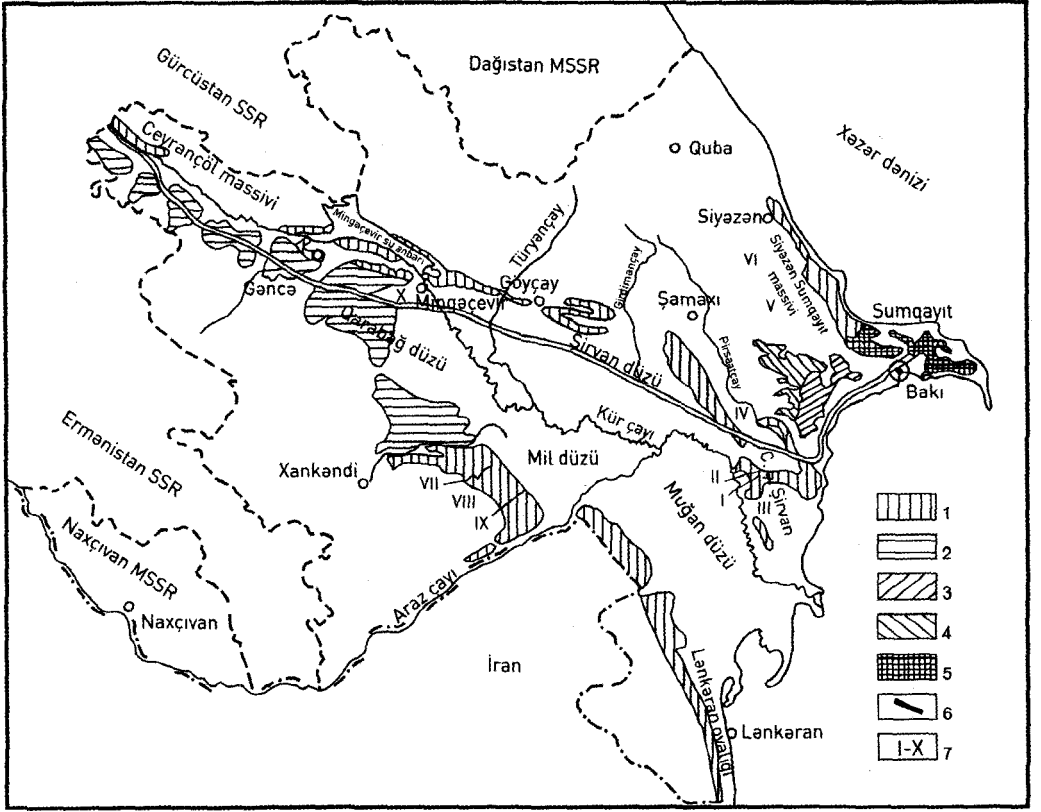 Gürcüstan SSR
Dağıstan MSSR
Xəzər dənizi
Quba
Ceyrançöl massivi
Siyəzən
Mingəçevir su anbarı
Türyançay
Girdimançay
VI
Siyəzən Sumqayıt
massivi
V
Gəncə
X
Mingəçevir
Göyçay
Şamaxı
Sumqayıt
Qarabağ düzü
Şirvan düzü
Pirsaatçay
Bakı
Kür çayı
IV
Ermənistan SSR
Xankəndi
Mil düzü
VII
VIII
IX
II
I
III
C. Şirvan
Muğan düzü
Naxçıvan MSSR
Naxçıvan
Araz çayı
İran
Lənkəran ovalığı
Lənkəran
1
2
3
4
5
6
I-X 7